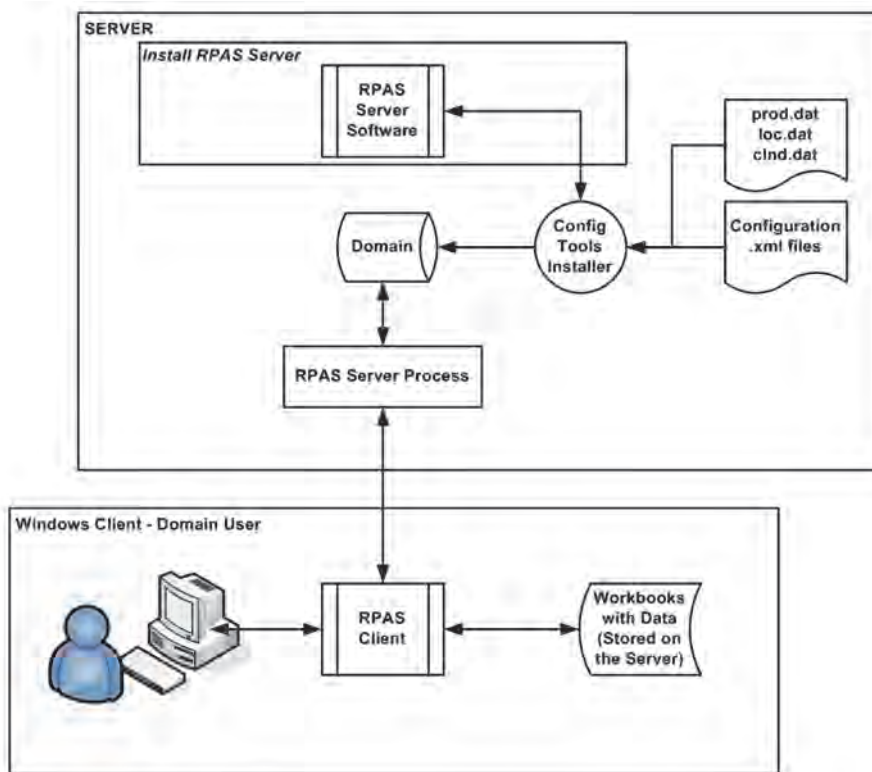 SERVER
Install RPAS Server
RPAS
Server
Software
prod.dat
loc.dat
clnd.dat
Configuration
.xml files
Config
Tools
Installer
Domain
RPAS Server Process
Windows Client - Domain User
RPAS
Client
Workbooks
with Data
(Stored on
the Server)